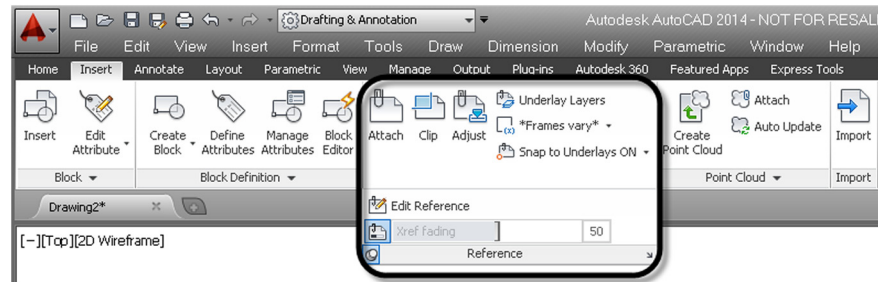 Drafting & Annotation
Autodesk AutoCAD 2014 - NOT FOR RESAL
File Edit View Insert Format Tools Draw Dimension Modify Parametric Window Help
Home Insert Annotate Layout Parametric View Manage Output Plug-ins Autodesk 360 Featured Apps Express Tools
Insert
Edit
Attribute
Create
Block
Define
Attributes
Manage
Attributes
Block
Editor
Attach
Clip
Adjust
Underlay Layers
*Frames vary*
Snap to Underlays ON
Create
Point Cloud
Attach
Auto Update
Import
Block
Block Definition
Edit Reference
Xref fading 50
Reference
Point Cloud
Import
Drawing2*
[-][Top][2D Wireframe]